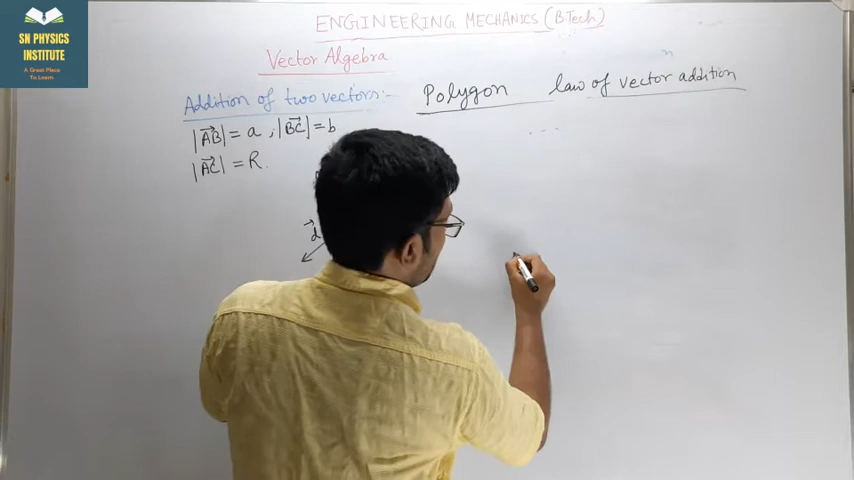 SN PHYSICS
INSTITUTE
A Great Place
To Learn
ENGINEERING MECHANICS (BTech)
Vector Algebra
Addition of two vectors:-
|AB⃗| = a , |BC⃗| = b
|AC⃗| = R.
d⃗
Polygon law of vector addition